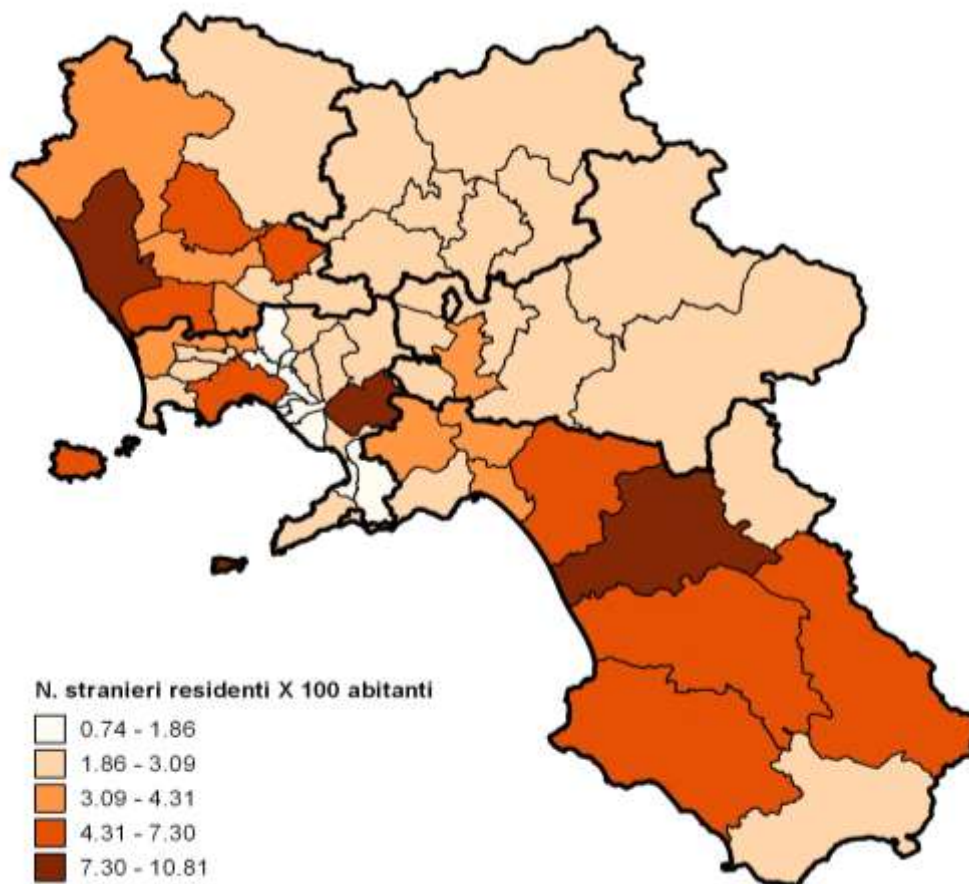 N. stranieri residenti X 100 abitanti
0.74 - 1.86
1.86 - 3.09
3.09 - 4.31
4.31 - 7.30
7.30 - 10.81